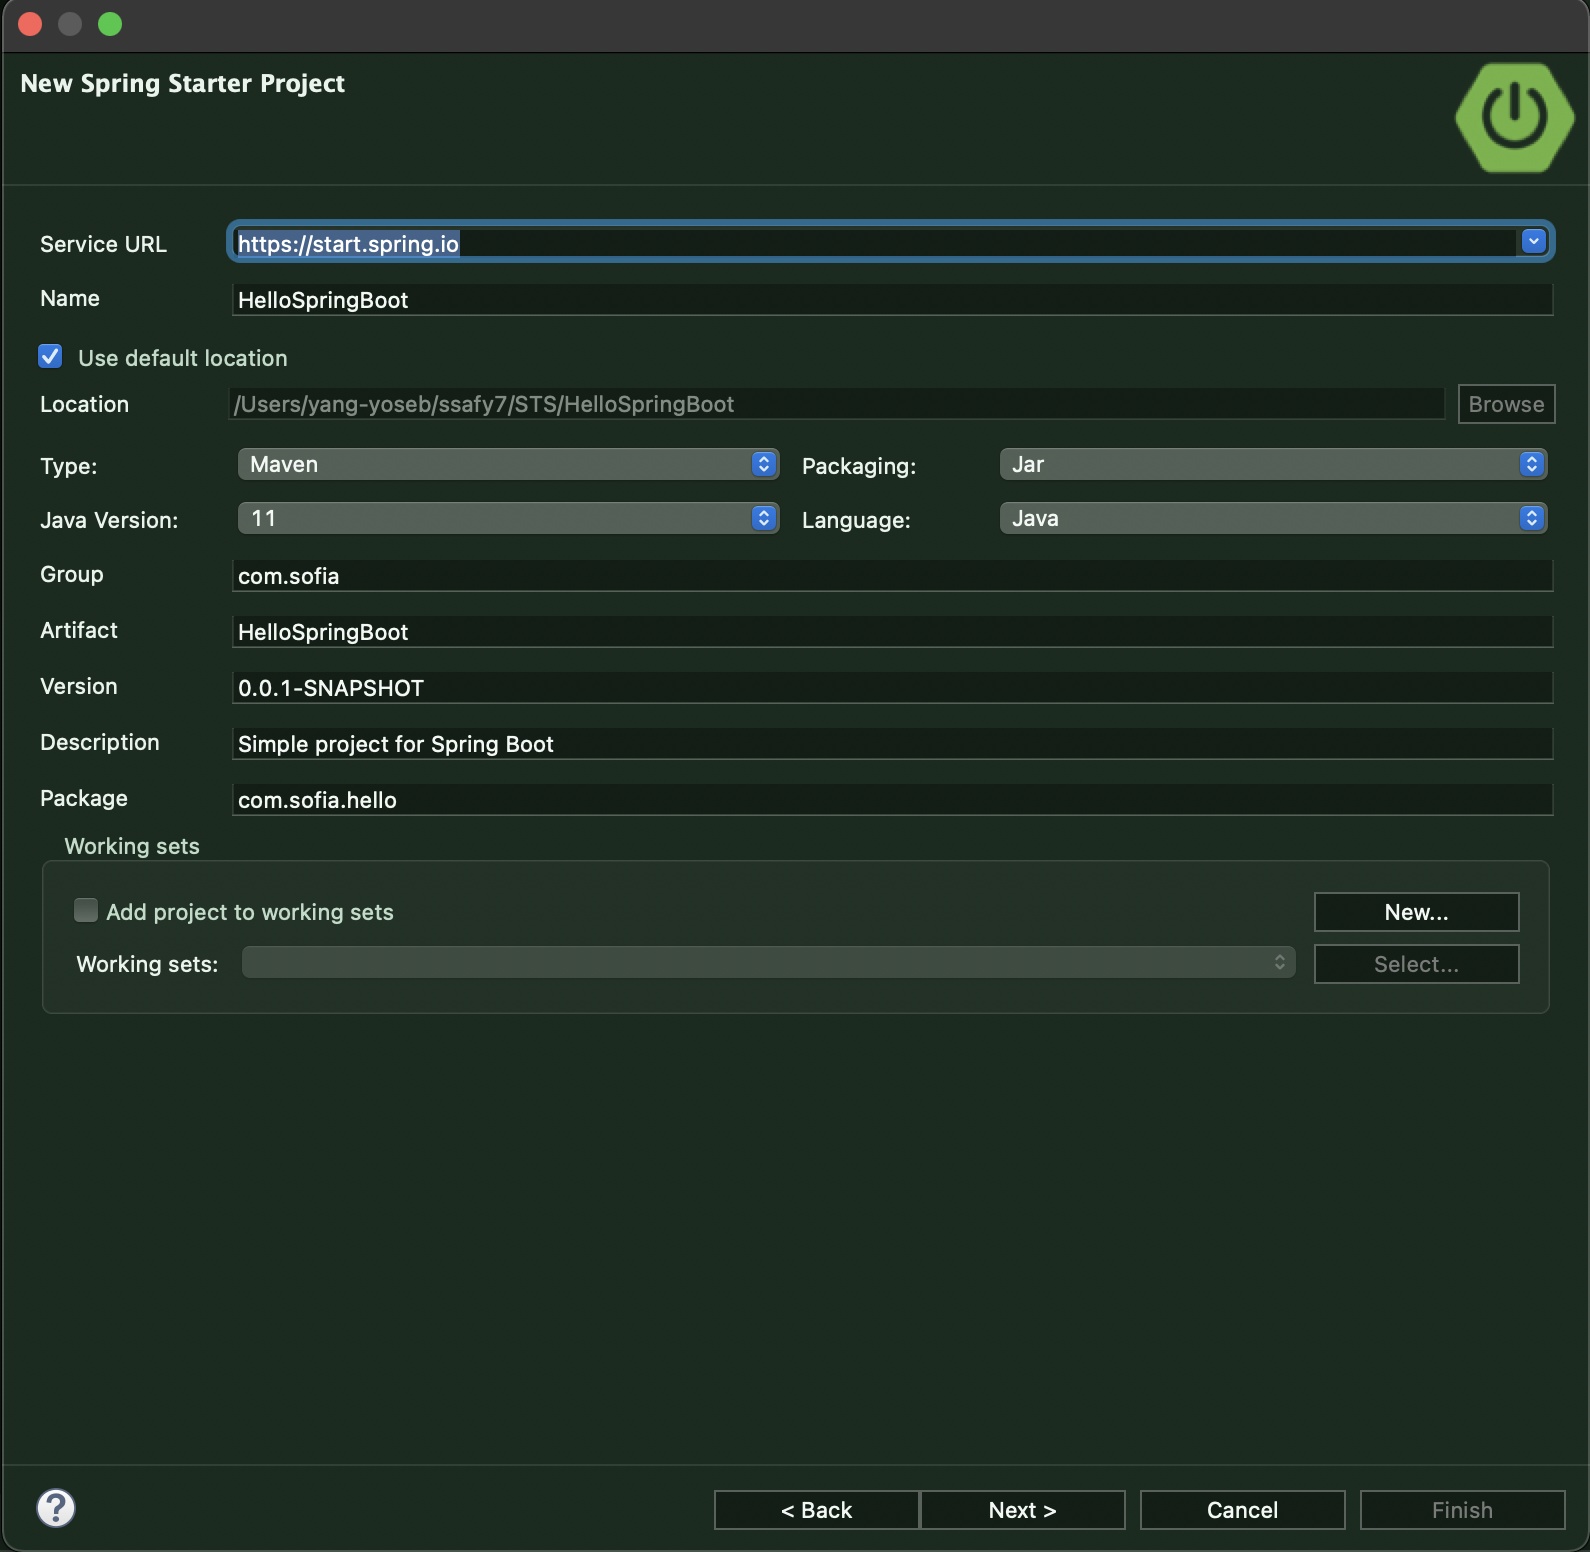 New Spring Starter Project
Service URL https://start.spring.io
Name HelloSpringBoot
Use default location
Location /Users/yang-yoseb/ssafy7/STS/HelloSpringBoot Browse
Type: Maven Packaging: Jar
Java Version: 11 Language: Java
Group com.sofia
Artifact HelloSpringBoot
Version 0.0.1-SNAPSHOT
Description Simple project for Spring Boot
Package com.sofia.hello
Working sets
Add project to working sets New...
Working sets: Select...
? < Back Next > Cancel Finish